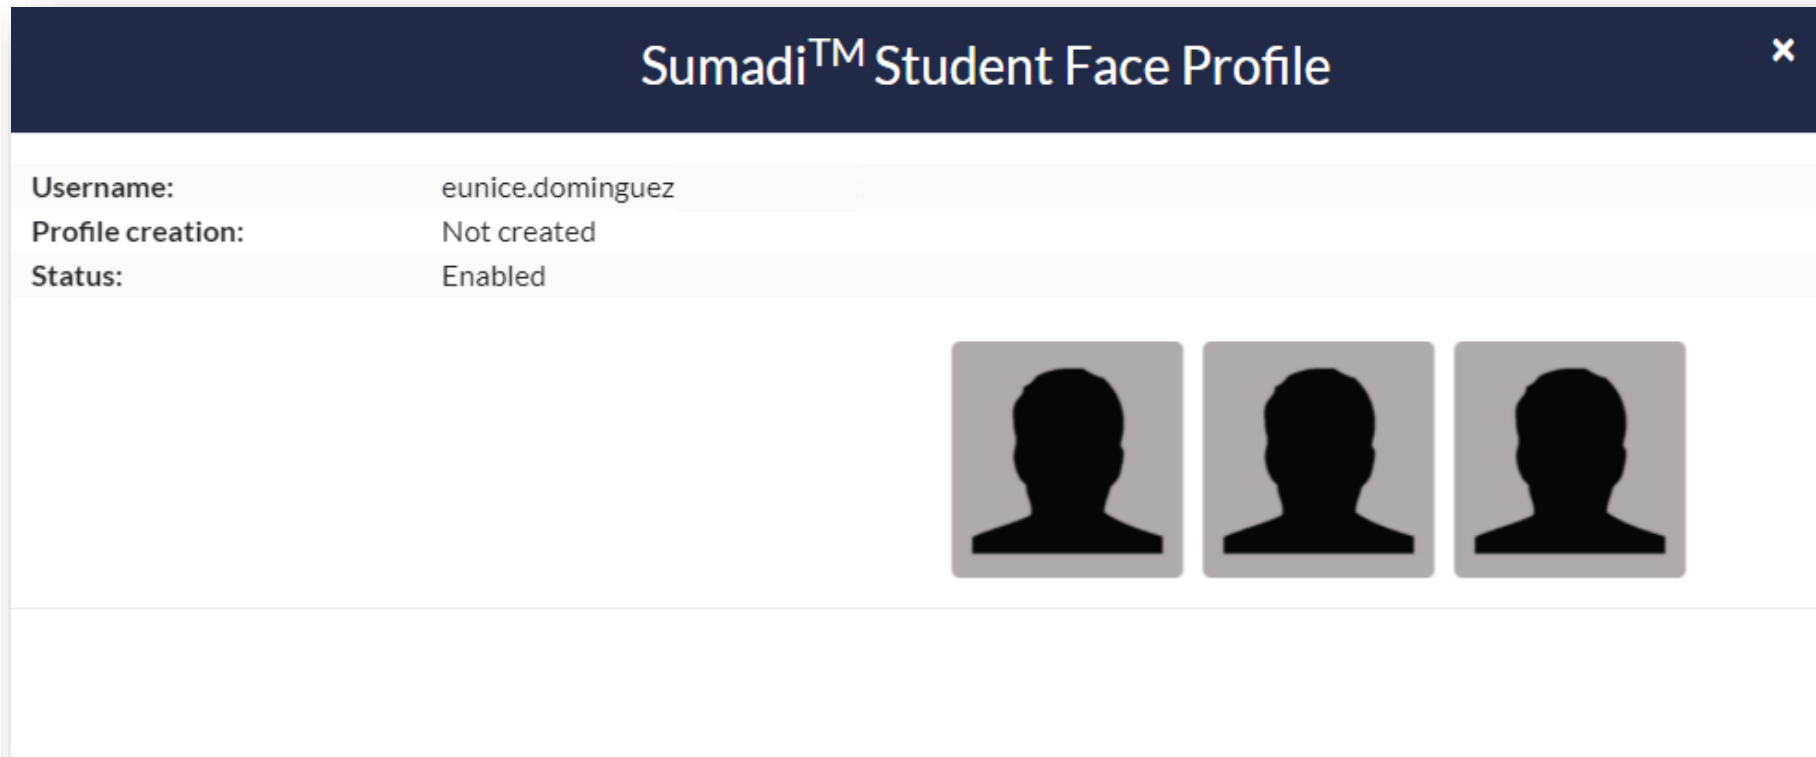 Sumadi™ Student Face Profile ×
Username: eunice.dominguez
Profile creation: Not created
Status: Enabled